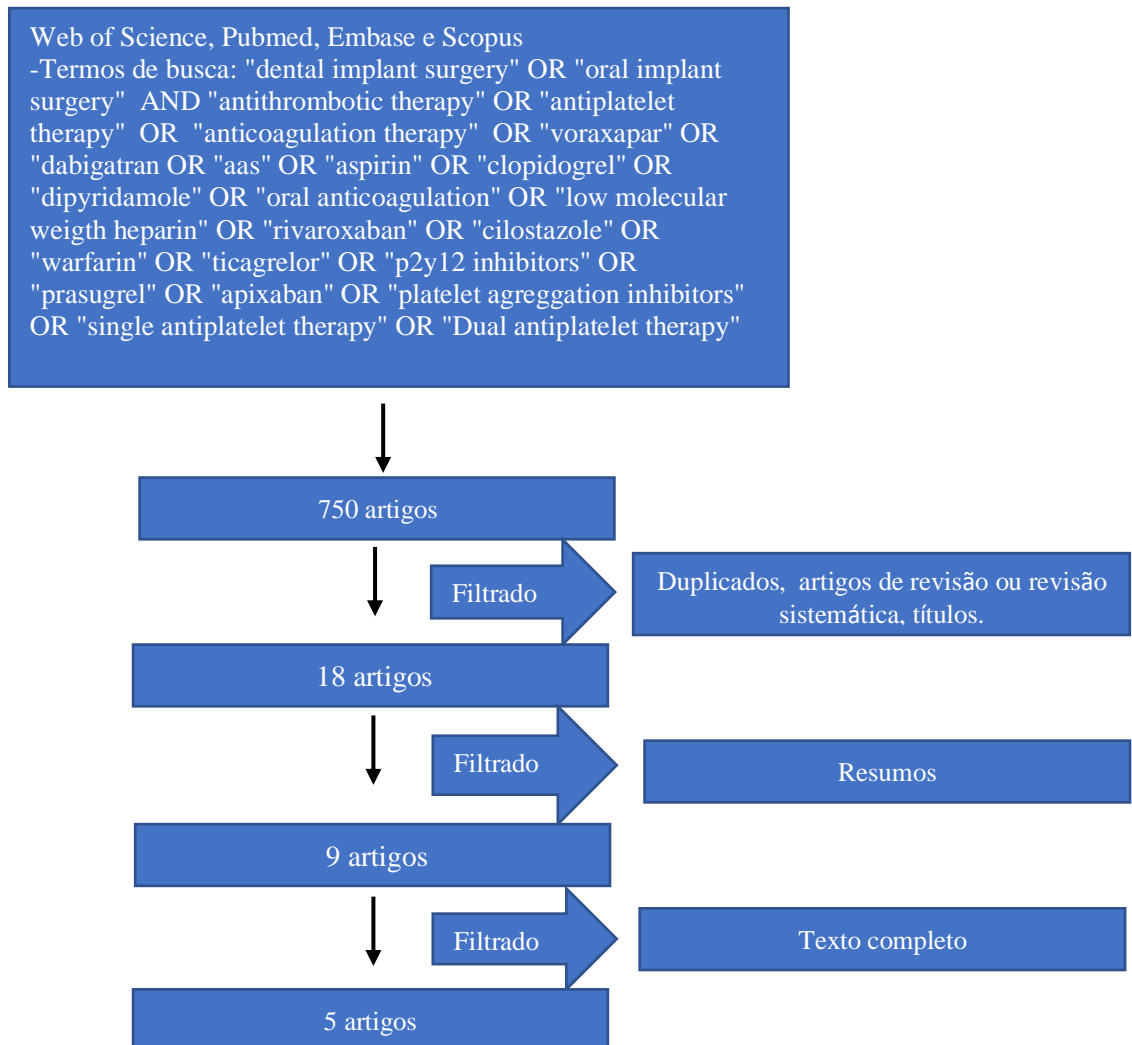 Web of Science, Pubmed, Embase e Scopus
-Termos de busca: "dental implant surgery" OR "oral implant
surgery" AND "antithrombotic therapy" OR "antiplatelet
therapy" OR "anticoagulation therapy" OR "voraxapar" OR
"dabigatran OR "aas" OR "aspirin" OR "clopidogrel" OR
"dipyridamole" OR "oral anticoagulation" OR "low molecular
weigth heparin" OR "rivaroxaban" OR "cilostazole" OR
"warfarin" OR "ticagrelor" OR "p2y12 inhibitors" OR
"prasugrel" OR "apixaban" OR "platelet agreggation inhibitors"
OR "single antiplatelet therapy" OR "Dual antiplatelet therapy"
750 artigos
Filtrado
Duplicados, artigos de revisão ou revisão
sistemática, títulos.
18 artigos
Filtrado
Resumos
9 artigos
Filtrado
Texto completo
5 artigos